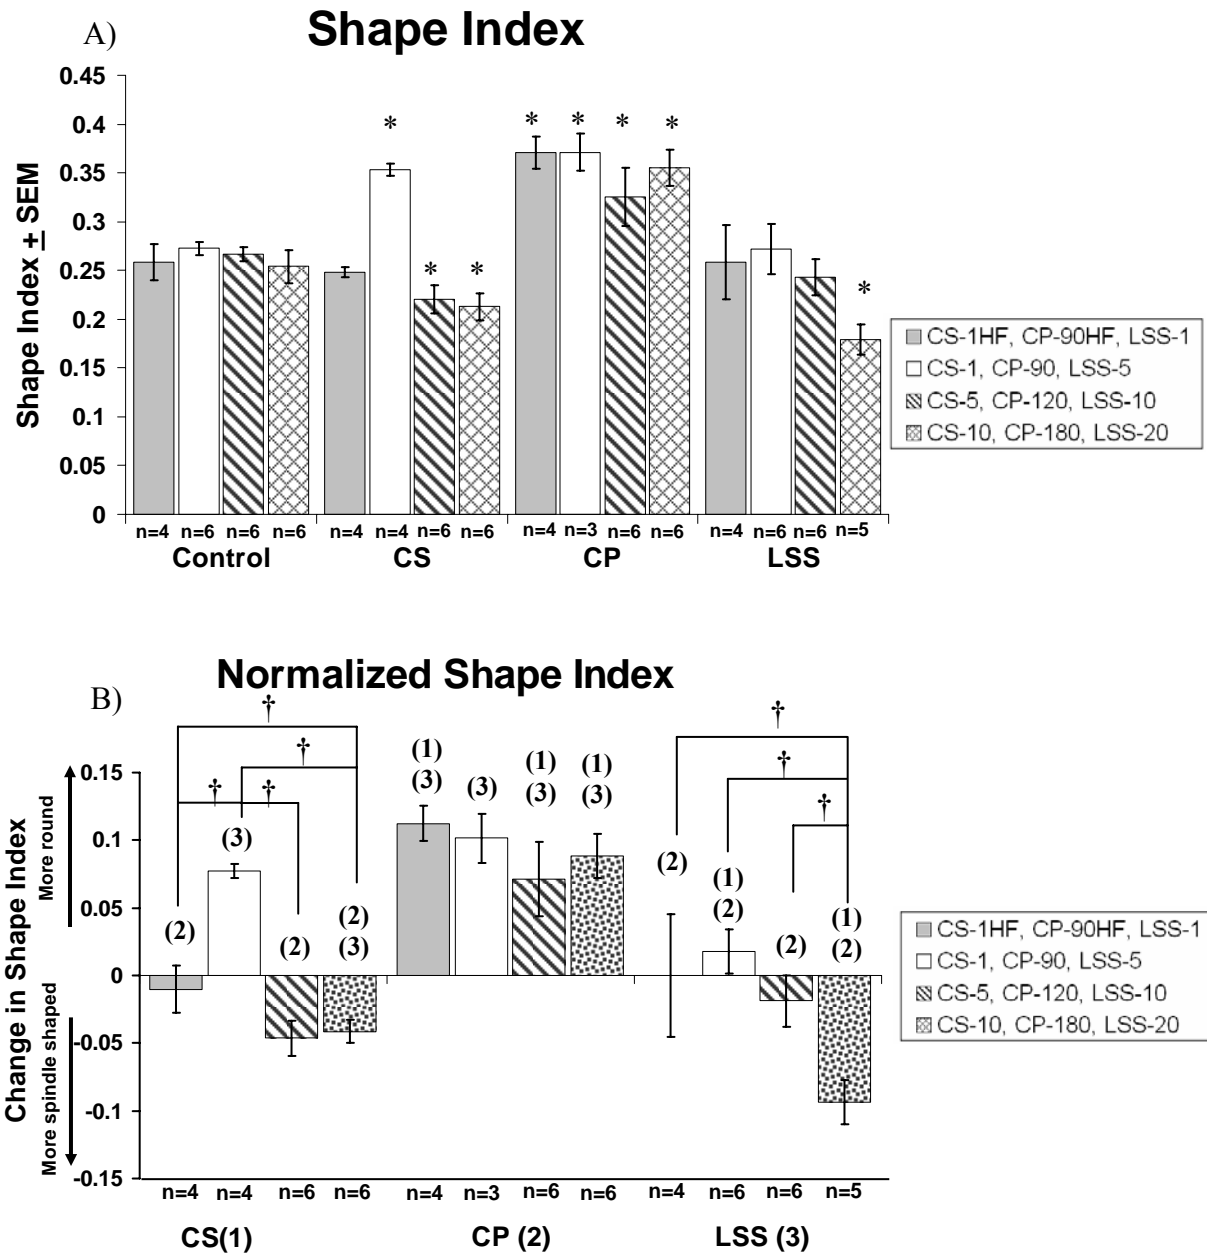 A)
Shape Index
Shape Index ± SEM
0.45
0.4
0.35
0.3
0.25
0.2
0.15
0.1
0.05
0
* * * * * * * *
n=4 n=6 n=6 n=6 n=4 n=4 n=6 n=6 n=4 n=3 n=6 n=6 n=4 n=6 n=6 n=5
Control CS CP LSS
CS-1HF, CP-90HF, LSS-1
CS-1, CP-90, LSS-5
CS-5, CP-120, LSS-10
CS-10, CP-180, LSS-20
B)
Normalized Shape Index
Change in Shape Index
More round
More spindle shaped
0.15
0.1
0.05
0
-0.05
-0.1
-0.15
† † † †
(2) (3) (2) (2)
(3)
(1) (3) (1) (1)
(3) (3) (3)
† † †
(2) (1) (2) (1)
(2) (2)
n=4 n=4 n=6 n=6 n=4 n=3 n=6 n=6 n=4 n=6 n=6 n=5
CS(1) CP (2) LSS (3)
CS-1HF, CP-90HF, LSS-1
CS-1, CP-90, LSS-5
CS-5, CP-120, LSS-10
CS-10, CP-180, LSS-20